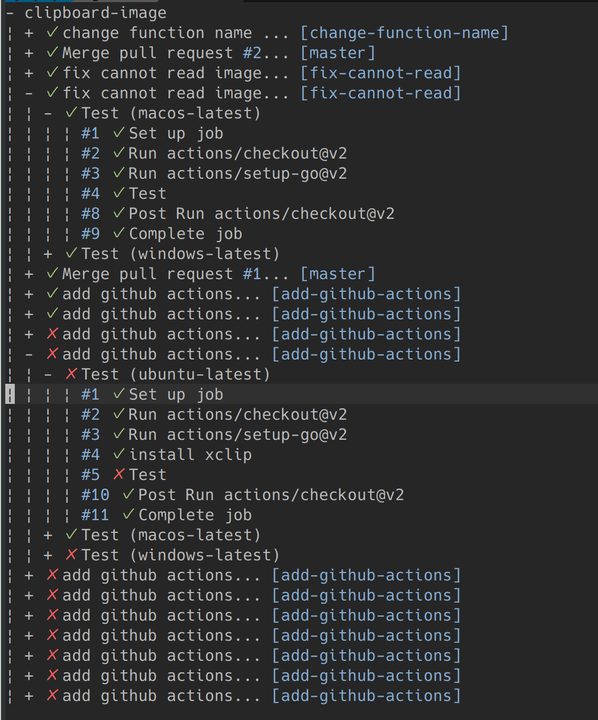 - clipboard-image
¦ + ✓change function name ... [change-function-name]
¦ + ✓Merge pull request #2... [master]
¦ + ✓fix cannot read image... [fix-cannot-read]
¦ - ✓fix cannot read image... [fix-cannot-read]
¦ ¦ - ✓Test (macos-latest)
¦ ¦ ¦ ¦ #1 ✓Set up job
¦ ¦ ¦ ¦ #2 ✓Run actions/checkout@v2
¦ ¦ ¦ ¦ #3 ✓Run actions/setup-go@v2
¦ ¦ ¦ ¦ #4 ✓Test
¦ ¦ ¦ ¦ #8 ✓Post Run actions/checkout@v2
¦ ¦ ¦ ¦ #9 ✓Complete job
¦ ¦ + ✓Test (windows-latest)
¦ + ✓Merge pull request #1... [master]
¦ + ✓add github actions... [add-github-actions]
¦ + ✓add github actions... [add-github-actions]
¦ + ✗add github actions... [add-github-actions]
¦ - ✗add github actions... [add-github-actions]
¦ ¦ - ✗Test (ubuntu-latest)
¦ ¦ ¦ ¦ #1 ✓Set up job
¦ ¦ ¦ ¦ #2 ✓Run actions/checkout@v2
¦ ¦ ¦ ¦ #3 ✓Run actions/setup-go@v2
¦ ¦ ¦ ¦ #4 ✓install xclip
¦ ¦ ¦ ¦ #5 ✗Test
¦ ¦ ¦ ¦ #10 ✓Post Run actions/checkout@v2
¦ ¦ ¦ ¦ #11 ✓Complete job
¦ ¦ + ✓Test (macos-latest)
¦ ¦ + ✗Test (windows-latest)
¦ + ✗add github actions... [add-github-actions]
¦ + ✗add github actions... [add-github-actions]
¦ + ✗add github actions... [add-github-actions]
¦ + ✗add github actions... [add-github-actions]
¦ + ✗add github actions... [add-github-actions]
¦ + ✗add github actions... [add-github-actions]
¦ + ✗add github actions... [add-github-actions]